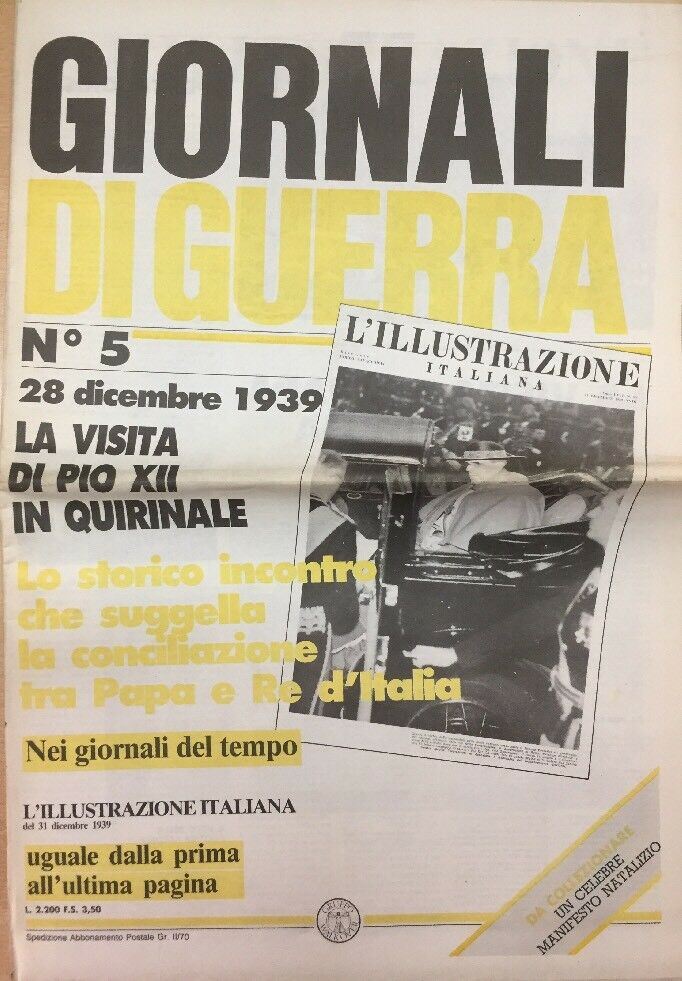 GIORNALI
DI GUERRA
N° 5
28 dicembre 1939
LA VISITA
DI PIO XII
IN QUIRINALE
L'ILLUSTRAZIONE
ITALIANA
Lo storico incontro
che suggella
la conciliazione
tra Papa e Re d'Italia
Nei giornali del tempo
L'ILLUSTRAZIONE ITALIANA
del 31 dicembre 1939
uguale dalla prima
all'ultima pagina
L. 2.200 F.S. 3,50
DA COLLEZIONARE
UN CELEBRE
MANIFESTO NATALIZIO
GRUPPO
Spedizione Abbonamento Postale Gr. II/70